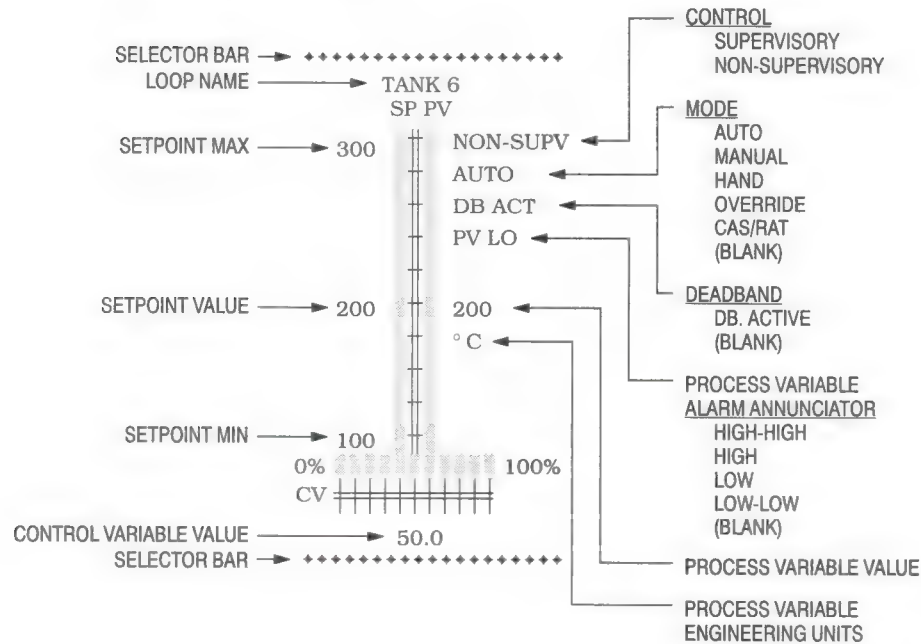 SELECTOR BAR
LOOP NAME
TANK 6
SP PV
SETPOINT MAX
300
NON-SUPV
AUTO
DB ACT
PV LO
SETPOINT VALUE
200
200
° C
SETPOINT MIN
100
0%
100%
CV
CONTROL VARIABLE VALUE
50.0
SELECTOR BAR
CONTROL
SUPERVISORY
NON-SUPERVISORY
MODE
AUTO
MANUAL
HAND
OVERRIDE
CAS/RAT
(BLANK)
DEADBAND
DB. ACTIVE
(BLANK)
PROCESS VARIABLE
ALARM ANNUNCIATOR
HIGH-HIGH
HIGH
LOW
LOW-LOW
(BLANK)
PROCESS VARIABLE VALUE
PROCESS VARIABLE
ENGINEERING UNITS